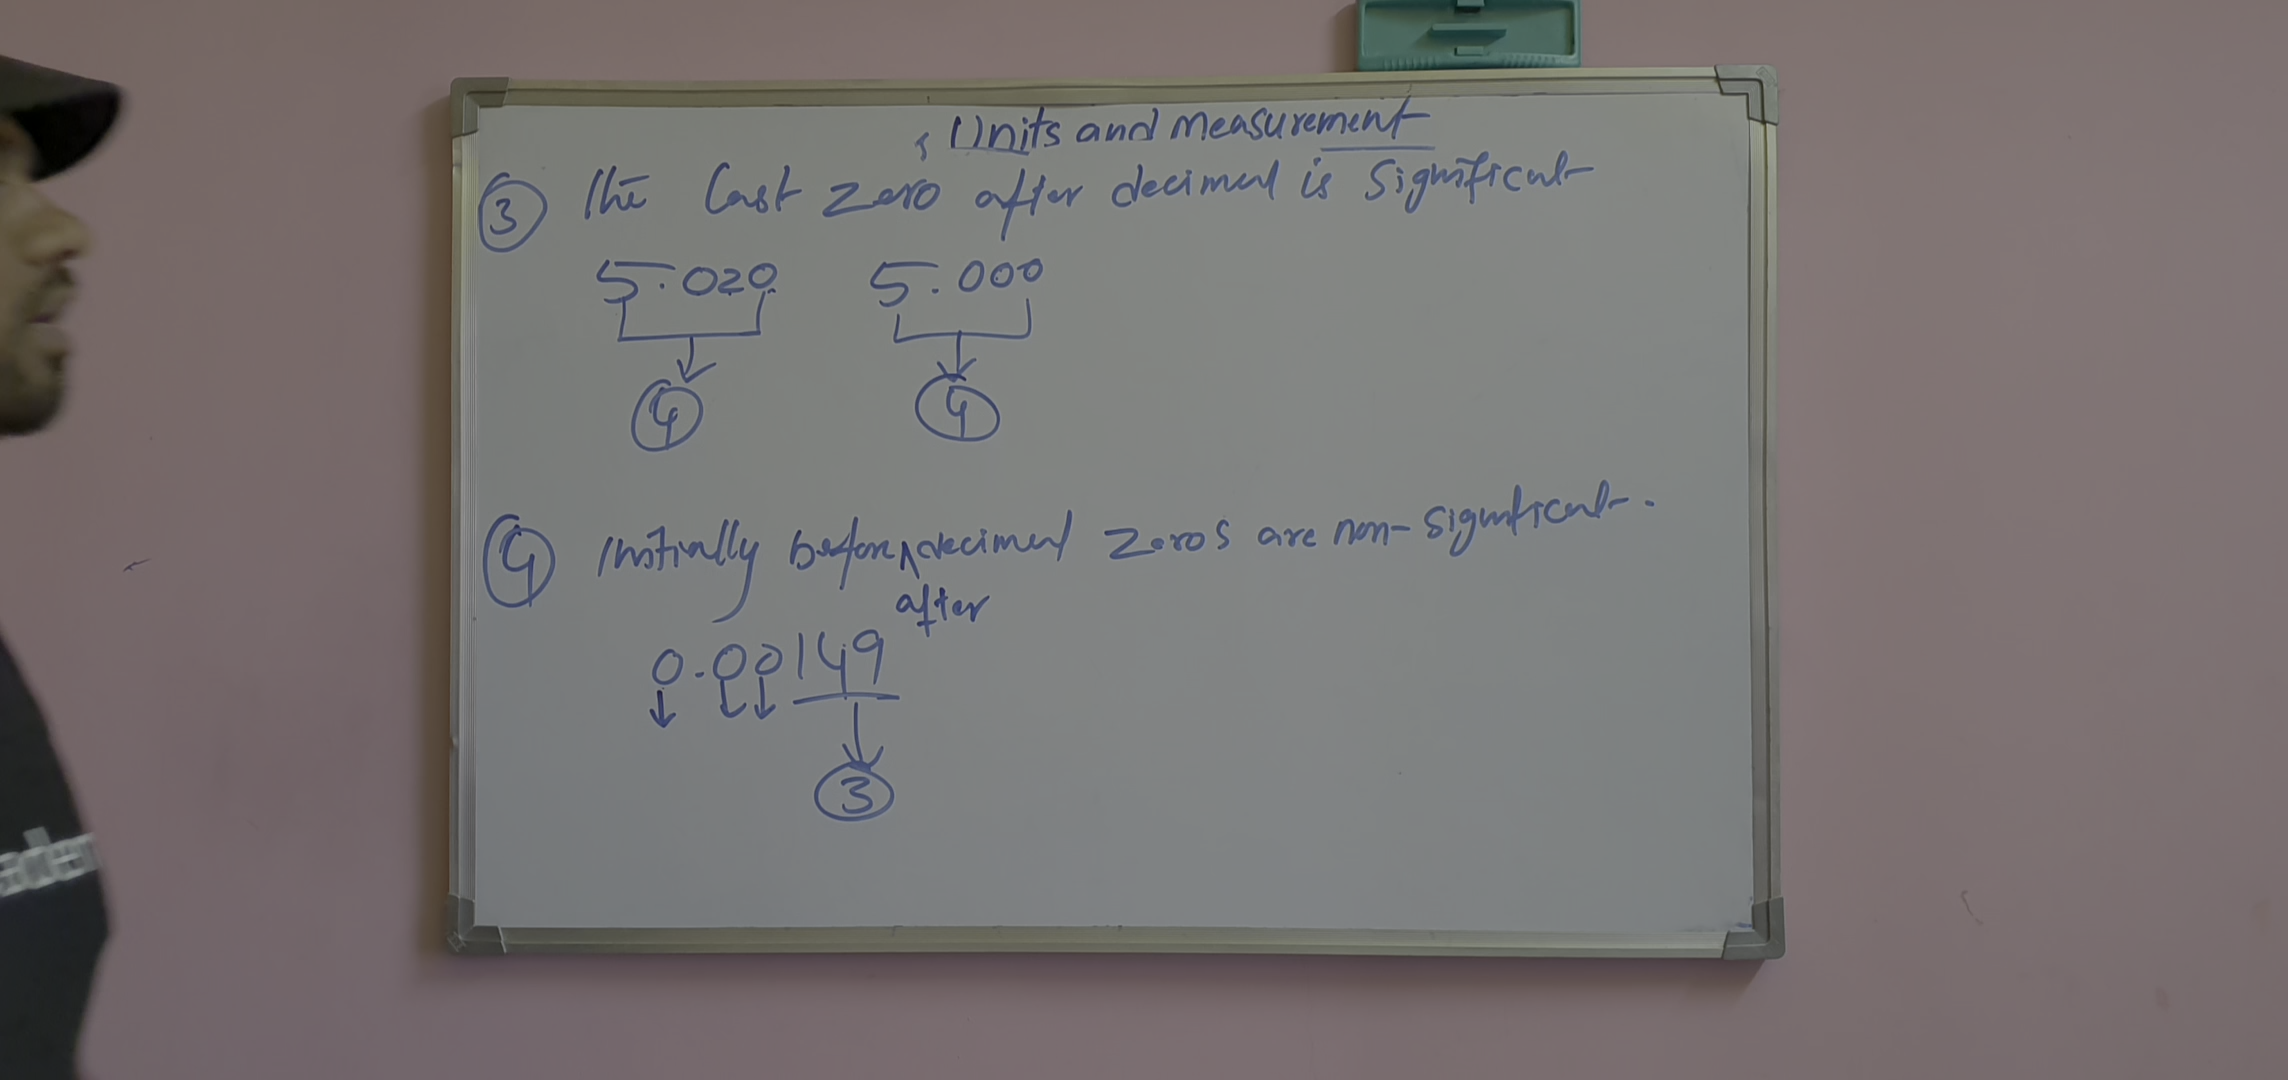 Units and measurement
3 The last zero after decimal is significant
5.020 5.000
4 4
4 initially before decimal zeros are non-significant.
after
0.00149
3